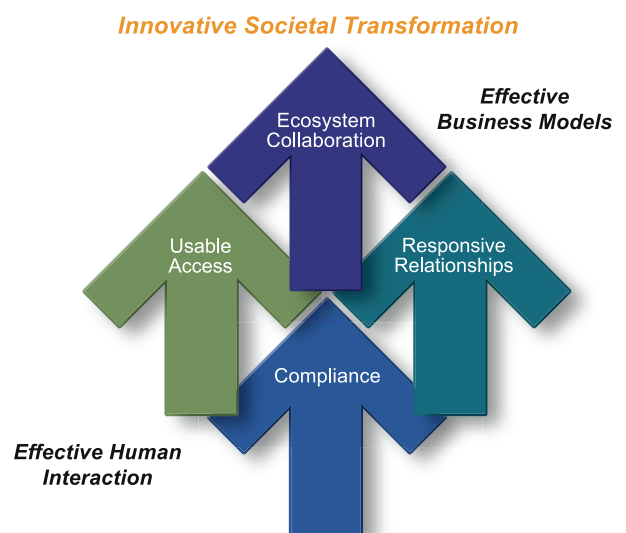 Innovative Societal Transformation
Effective
Business Models
Ecosystem
Collaboration
Usable
Access
Responsive
Relationships
Compliance
Effective Human
Interaction